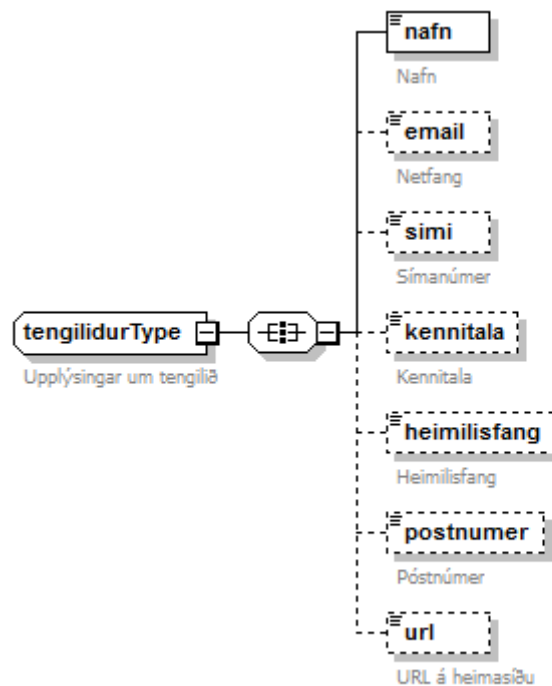 nafn
Nafn
email
Netfang
simi
Símanúmer
tengilidurType
Upplýsingar um tengilið
kennitala
Kennitala
heimilisfang
Heimilisfang
postnumer
Póstnúmer
url
URL á heimasíðu